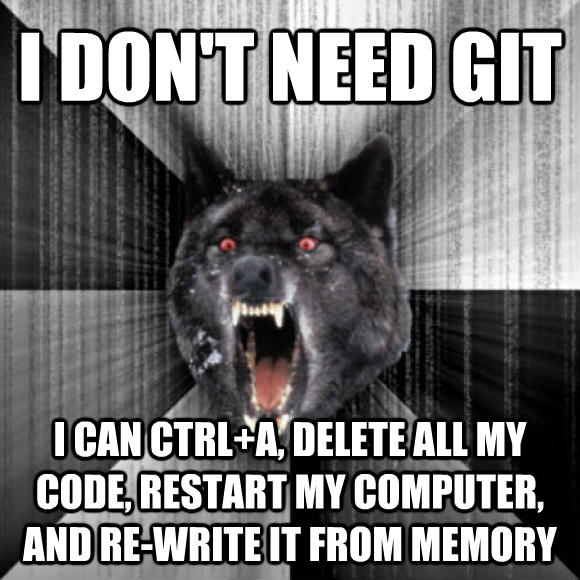 I DON'T NEED GIT
I CAN CTRL+A, DELETE ALL MY
CODE, RESTART MY COMPUTER,
AND RE-WRITE IT FROM MEMORY